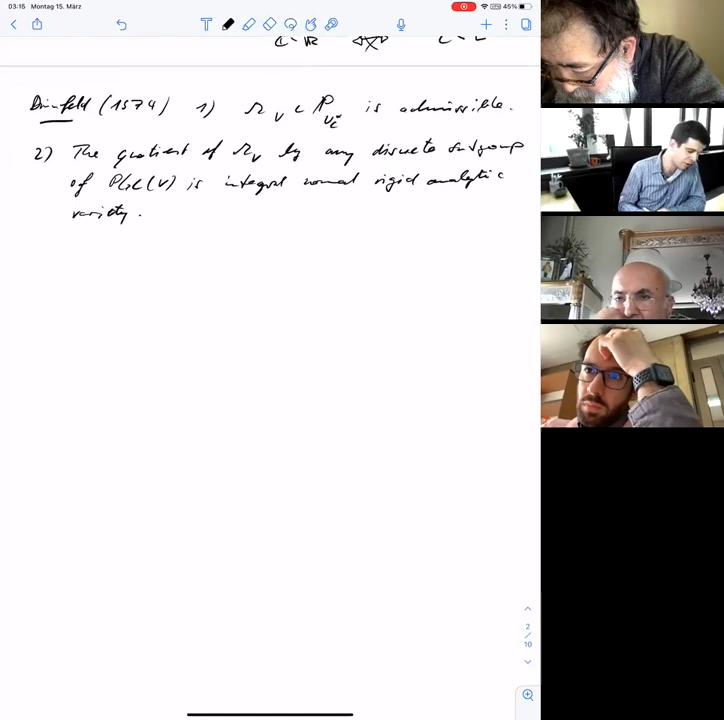 03:15 Montag 15. März
45%
Drinfeld (1974) 1) Ω_V ⊂ P_V is admissible.
2) The quotient of Ω_V by any discrete subgroup
of PGL(V) is integral normal rigid analytic
variety.
2
/
10